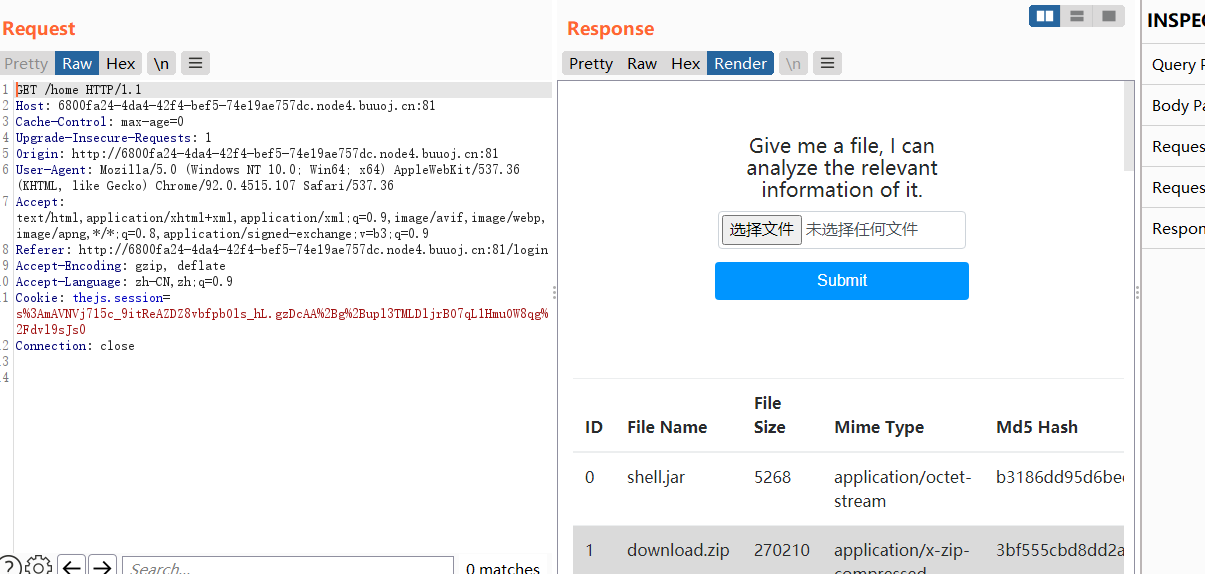 Request
Pretty Raw Hex \n
1 GET /home HTTP/1.1
2 Host: 6800fa24-4da4-42f4-bef5-74e19ae757dc.node4.buuoj.cn:81
3 Cache-Control: max-age=0
4 Upgrade-Insecure-Requests: 1
5 Origin: http://6800fa24-4da4-42f4-bef5-74e19ae757dc.node4.buuoj.cn:81
6 User-Agent: Mozilla/5.0 (Windows NT 10.0; Win64; x64) AppleWebKit/537.36
(KHTML, like Gecko) Chrome/92.0.4515.107 Safari/537.36
7 Accept:
text/html,application/xhtml+xml,application/xml;q=0.9,image/avif,image/webp,
image/apng,*/*;q=0.8,application/signed-exchange;v=b3;q=0.9
8 Referer: http://6800fa24-4da4-42f4-bef5-74e19ae757dc.node4.buuoj.cn:81/login
9 Accept-Encoding: gzip, deflate
0 Accept-Language: zh-CN,zh;q=0.9
1 Cookie: thejs.session=
s%3AmAVNVj7l5c_9itReAZDZ8vbfpb0ls_hL.gzDcAA%2Bg%2Bupl3TMLDljrB07qL1Hmu0W8qg%
2Fdvl9sJs0
2 Connection: close
3
4
? Search... 0 matches
Response
Pretty Raw Hex Render \n
Give me a file, I can
analyze the relevant
information of it.
选择文件 未选择任何文件
Submit
ID File Name File Size Mime Type Md5 Hash
0 shell.jar 5268 application/octet-
stream b3186dd95d6be
1 download.zip 270210 application/x-zip-
compressed 3bf555cbd8dd2a
INSPE
Query P
Body Pa
Reques
Reques
Respon